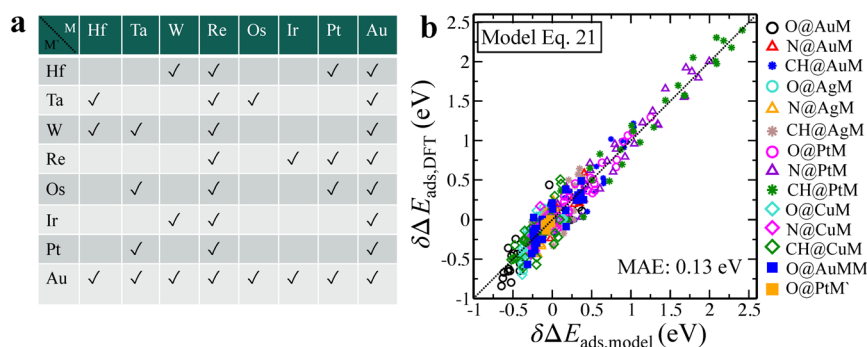 a
M Hf Ta W Re Os Ir Pt Au
M`
Hf ✓ ✓ ✓ ✓
Ta ✓ ✓ ✓ ✓
W ✓ ✓ ✓ ✓
Re ✓ ✓ ✓ ✓
Os ✓ ✓ ✓ ✓
Ir ✓ ✓ ✓
Pt ✓ ✓ ✓
Au ✓ ✓ ✓ ✓ ✓ ✓ ✓ ✓
b
Model Eq. 21
δΔE_ads,DFT (eV)
2.5
2
1.5
1
0.5
0
-0.5
-1
MAE: 0.13 eV
-1 -0.5 0 0.5 1 1.5 2 2.5
δΔE_ads,model (eV)
O@AuM
N@AuM
CH@AuM
O@AgM
N@AgM
CH@AgM
O@PtM
N@PtM
CH@PtM
O@CuM
N@CuM
CH@CuM
O@AuMM
O@PtM`